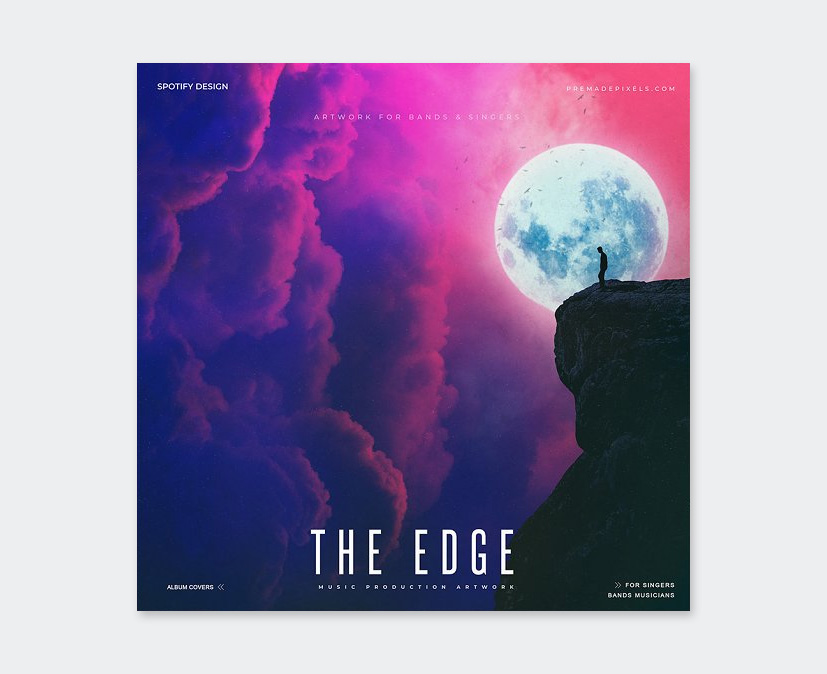 SPOTIFY DESIGN
PREMADEPIXELS.COM
ARTWORK FOR BANDS & SINGERS
THE EDGE
MUSIC PRODUCTION ARTWORK
ALBUM COVERS
FOR SINGERS
BANDS MUSICIANS